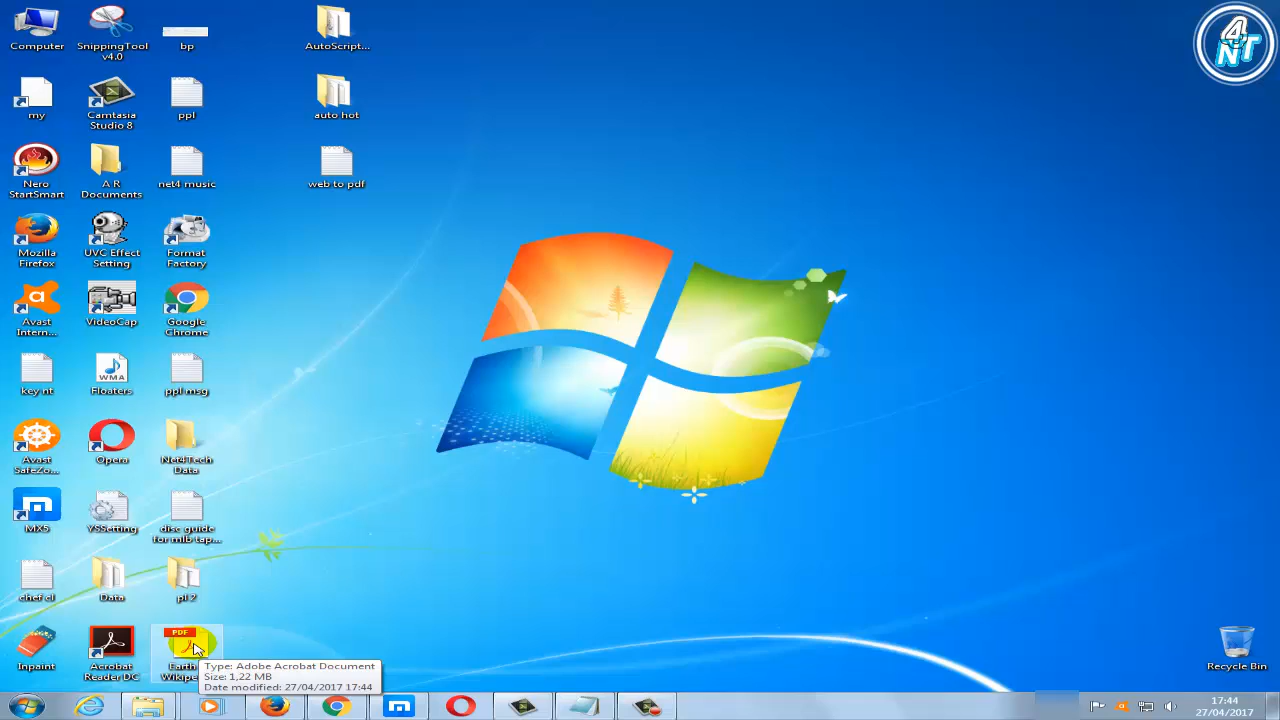 Computer
SnippingTool
v4.0
bp
AutoScript...
4
NT
my
Camtasia
Studio 8
ppl
auto hot
Nero
StartSmart
A R
Documents
net4 music
web to pdf
Mozilla
Firefox
UVC Effect
Setting
Format
Factory
Avast
Intern...
VideoCap
Google
Chrome
key nt
WMA
Floaters
ppl msg
Avast
SafeZo...
Opera
Net4Tech
Data
MX5
YSSetting
disc guide
for mlb tap...
chef cl
Data
pl 2
Inpaint
Acrobat
Reader DC
PDF
Earth
Wikipe
Type: Adobe Acrobat Document
Size: 1,22 MB
Date modified: 27/04/2017 17:44
Recycle Bin
17:44
27/04/2017